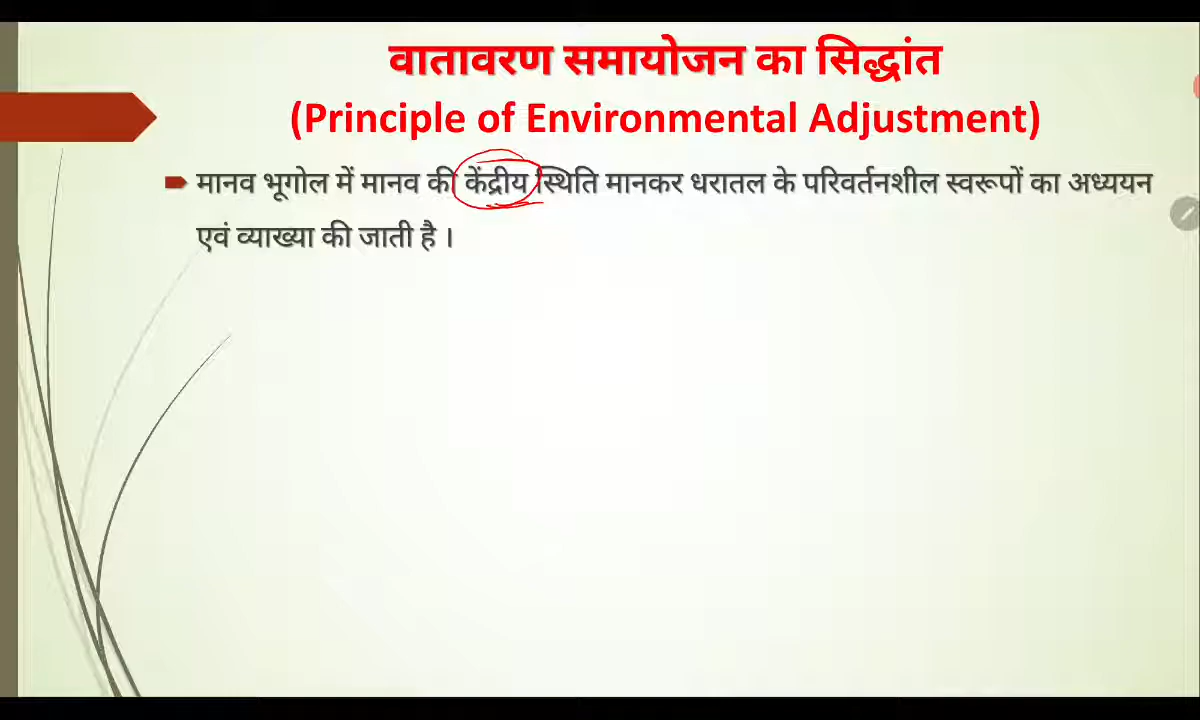 वातावरण समायोजन का सिद्धांत
(Principle of Environmental Adjustment)
मानव भूगोल में मानव की केंद्रीय स्थिति मानकर धरातल के परिवर्तनशील स्वरूपों का अध्ययन
एवं व्याख्या की जाती है ।